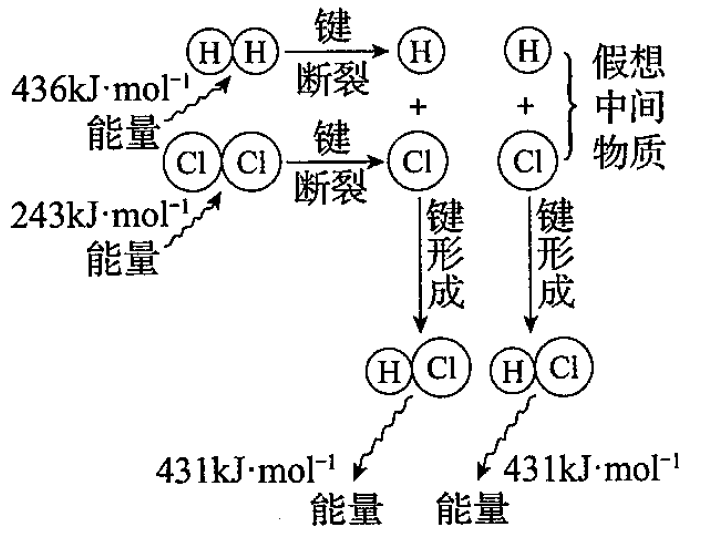 H H 键 断裂 H H 假想
436kJ·mol⁻¹ + + 中间
能量 物质
Cl Cl 键 断裂 Cl Cl
243kJ·mol⁻¹
能量
键形成 键形成
H Cl H Cl
431kJ·mol⁻¹ 431kJ·mol⁻¹
能量 能量